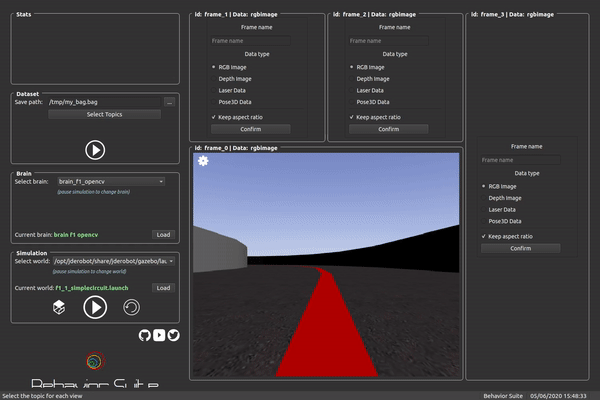 Stats
Dataset
Save path: /tmp/my_bag.bag ...
Select Topics
Brain
Select brain: brain_f1_opencv
(pause simulation to change brain)
Current brain: brain f1 opencv Load
Simulation
Select world: /opt/jderobot/share/jderobot/gazebo/lau
(pause simulation to change world)
Current world: f1_1_simplecircuit.launch Load
Behavior Suite
id: frame_1 | Data: rgbimage
Frame name
Frame name
Data type
RGB Image
Depth Image
Laser Data
Pose3D Data
Keep aspect ratio
Confirm
id: frame_2 | Data: rgbimage
Frame name
Frame name
Data type
RGB Image
Depth Image
Laser Data
Pose3D Data
Keep aspect ratio
Confirm
id: frame_0 | Data: rgbimage
id: frame_3 | Data: rgbimage
Frame name
Frame name
Data type
RGB Image
Depth Image
Laser Data
Pose3D Data
Keep aspect ratio
Confirm
Select the topic for each view
Behavior Suite 05/06/2020 15:48:33